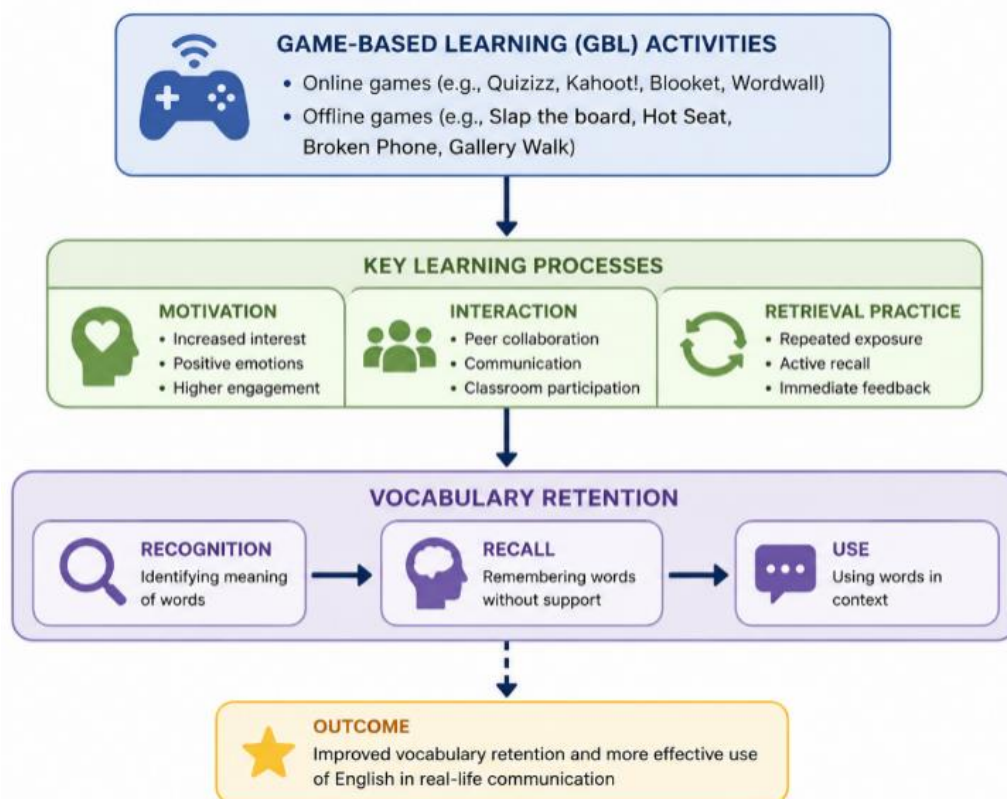 GAME-BASED LEARNING (GBL) ACTIVITIES
• Online games (e.g., Quizizz, Kahoot!, Blooket, Wordwall)
• Offline games (e.g., Slap the board, Hot Seat,
Broken Phone, Gallery Walk)
KEY LEARNING PROCESSES
MOTIVATION
• Increased interest
• Positive emotions
• Higher engagement
INTERACTION
• Peer collaboration
• Communication
• Classroom participation
RETRIEVAL PRACTICE
• Repeated exposure
• Active recall
• Immediate feedback
VOCABULARY RETENTION
RECOGNITION
Identifying meaning
of words
RECALL
Remembering words
without support
USE
Using words in
context
OUTCOME
Improved vocabulary retention and more effective use
of English in real-life communication